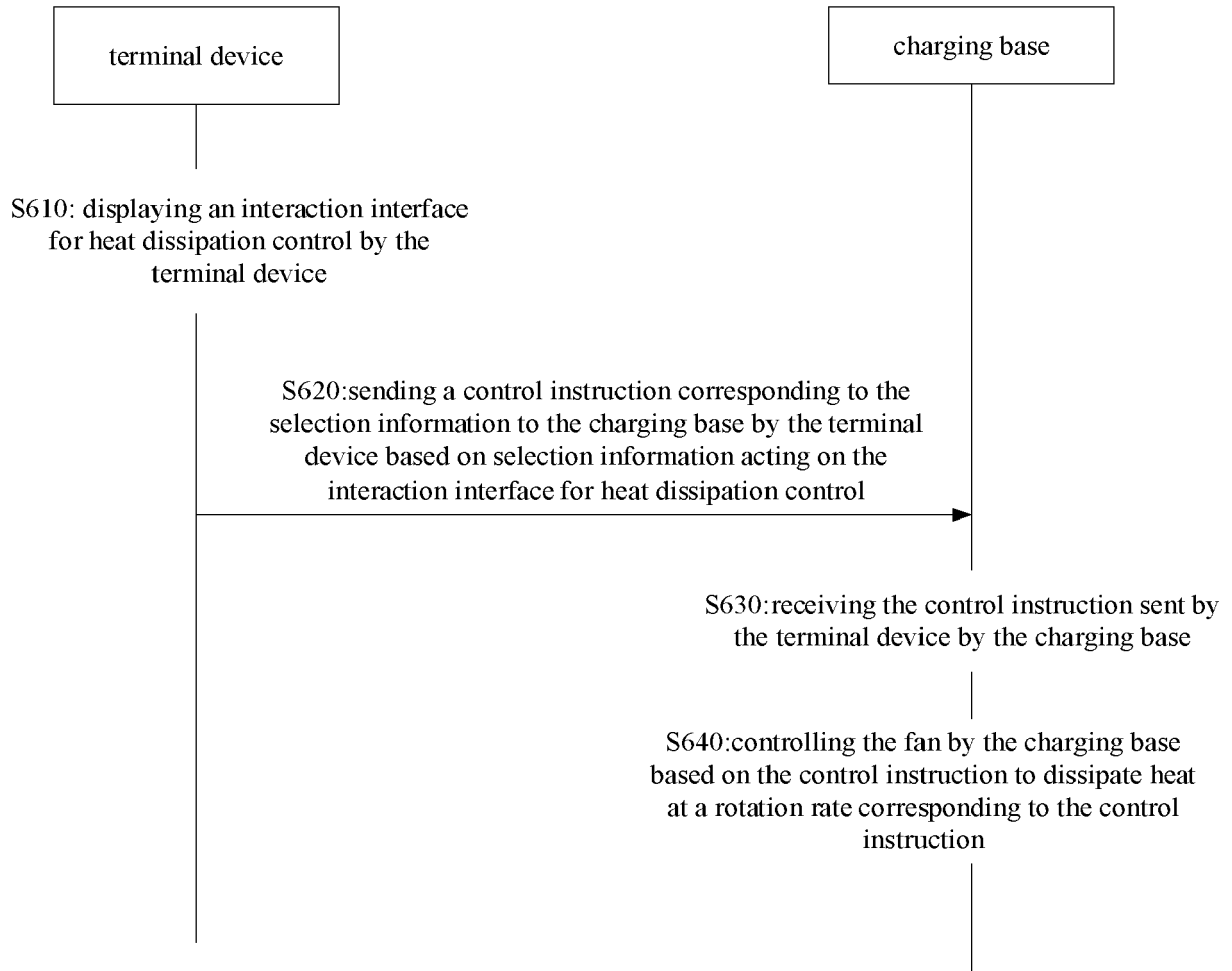 terminal device
charging base
S610: displaying an interaction interface
for heat dissipation control by the
terminal device
S620:sending a control instruction corresponding to the
selection information to the charging base by the terminal
device based on selection information acting on the
interaction interface for heat dissipation control
S630:receiving the control instruction sent by
the terminal device by the charging base
S640:controlling the fan by the charging base
based on the control instruction to dissipate heat
at a rotation rate corresponding to the control
instruction